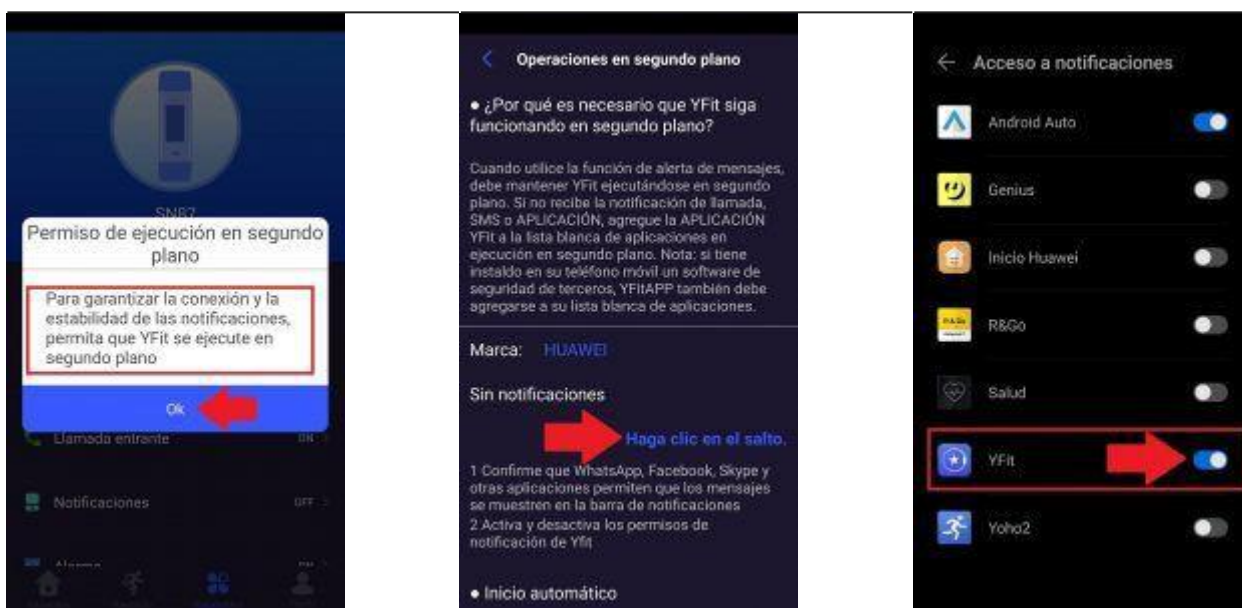 SNB7
Permiso de ejecución en segundo
plano
Para garantizar la conexión y la
estabilidad de las notificaciones,
permita que YFit se ejecute en
segundo plano
Ok
Llamada entrante
ON
Notificaciones
OFF
Alarma
ON
Operaciones en segundo plano
● ¿Por qué es necesario que YFit siga
funcionando en segundo plano?
Cuando utilice la función de alerta de mensajes,
debe mantener YFit ejecutándose en segundo
plano. Si no recibe la notificación de llamada,
SMS o APLICACIÓN, agregue la APLICACIÓN
YFit a la lista blanca de aplicaciones en
ejecución en segundo plano. Nota: si tiene
instaldo en su teléfono móvil un software de
seguridad de terceros, YFitAPP también debe
agregarse a su lista blanca de aplicaciones.
Marca: HUAWEI
Sin notificaciones
Haga clic en el salto.
1 Confirme que WhatsApp, Facebook, Skype y
otras aplicaciones permiten que los mensajes
se muestren en la barra de notificaciones
2 Activa y desactiva los permisos de
notificación de Yfit
● Inicio automático
Acceso a notificaciones
Android Auto
Genius
Inicio Huawei
R&Go
Salud
YFit
Yoho2